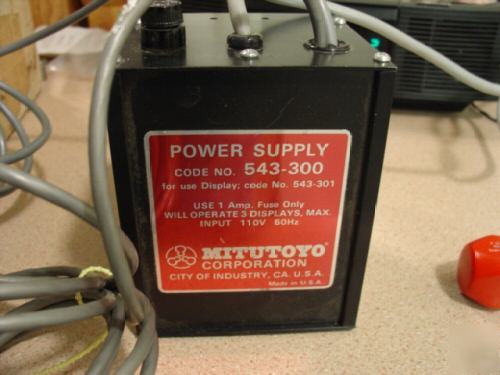 POWER SUPPLY
CODE NO. 543-300
for use Display; code No. 543-301
USE 1 Amp. Fuse Only
WILL OPERATE 3 DISPLAYS, MAX.
INPUT 110V 60Hz
MITUTOYO
CORPORATION
CITY OF INDUSTRY, CA. U.S.A.
Made in U.S.A.